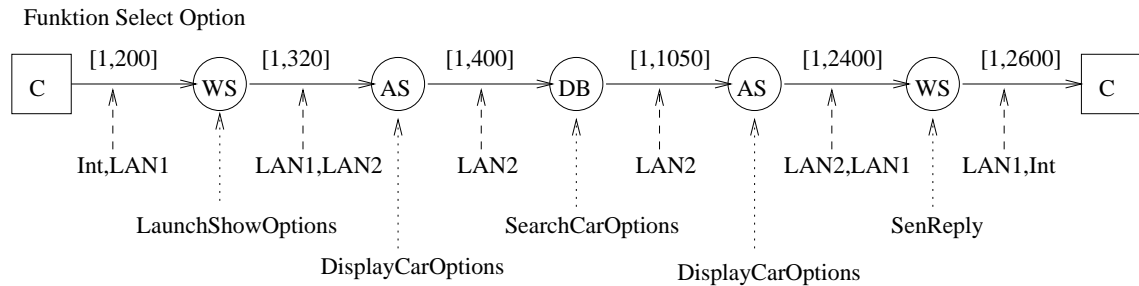 Funktion Select Option
[1,200] [1,320] [1,400] [1,1050] [1,2400] [1,2600]
C WS AS DB AS WS C
Int,LAN1 LAN1,LAN2 LAN2 LAN2 LAN2,LAN1 LAN1,Int
LaunchShowOptions SearchCarOptions SenReply
DisplayCarOptions DisplayCarOptions